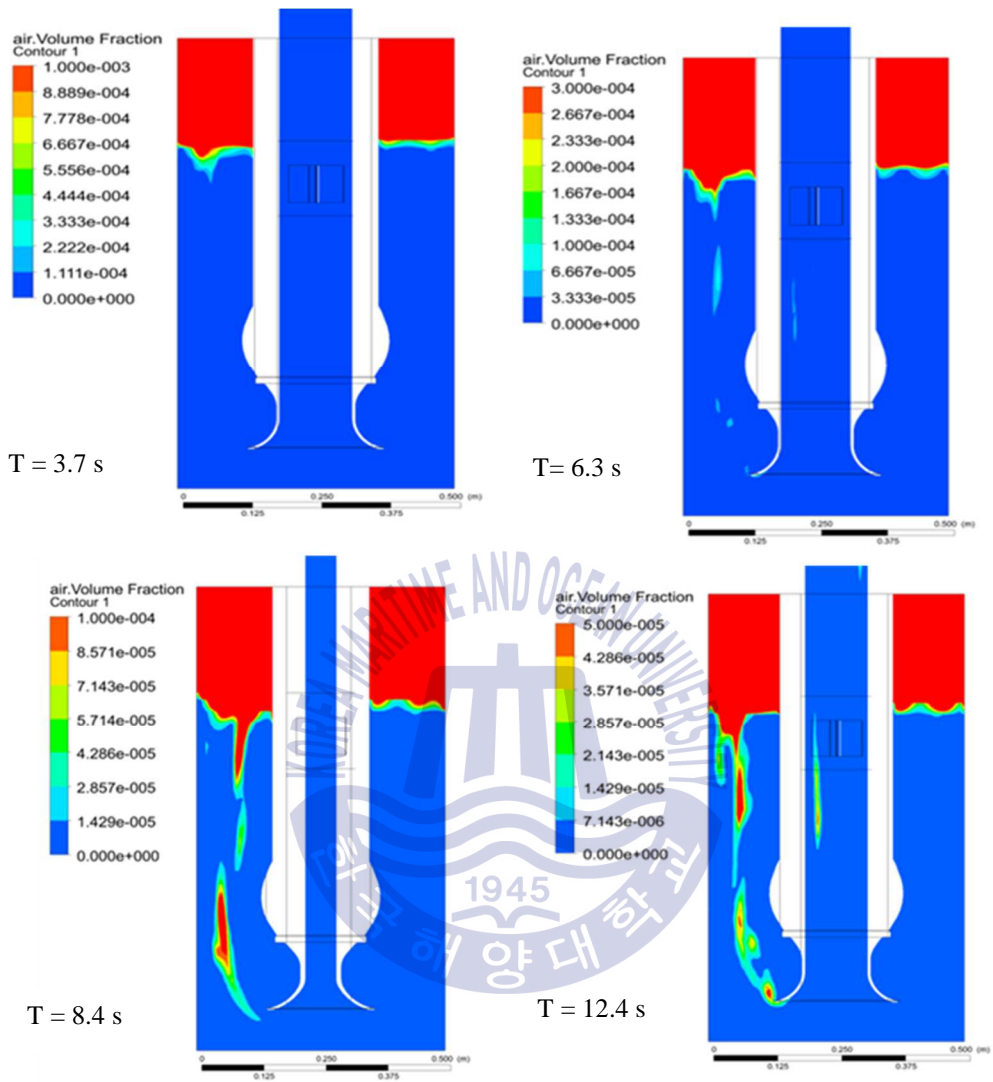 air.Volume Fraction
Contour 1
1.000e-003
8.889e-004
7.778e-004
6.667e-004
5.556e-004
4.444e-004
3.333e-004
2.222e-004
1.111e-004
0.000e+000
T = 3.7 s
0 0.250 0.500 (m)
0.125 0.375
air.Volume Fraction
Contour 1
3.000e-004
2.667e-004
2.333e-004
2.000e-004
1.667e-004
1.333e-004
1.000e-004
6.667e-005
3.333e-005
0.000e+000
T= 6.3 s
0 0.250 0.500 (m)
0.125 0.375
air.Volume Fraction
Contour 1
1.000e-004
8.571e-005
7.143e-005
5.714e-005
4.286e-005
2.857e-005
1.429e-005
0.000e+000
T = 8.4 s
0 0.250 0.500 (m)
0.125 0.375
air.Volume Fraction
Contour 1
5.000e-005
4.286e-005
3.571e-005
2.857e-005
2.143e-005
1.429e-005
7.143e-006
0.000e+000
T = 12.4 s
0 0.250 0.500 (m)
0.125 0.375
KOREA MARITIME AND OCEAN UNIVERSITY
1945
한국해양대학교